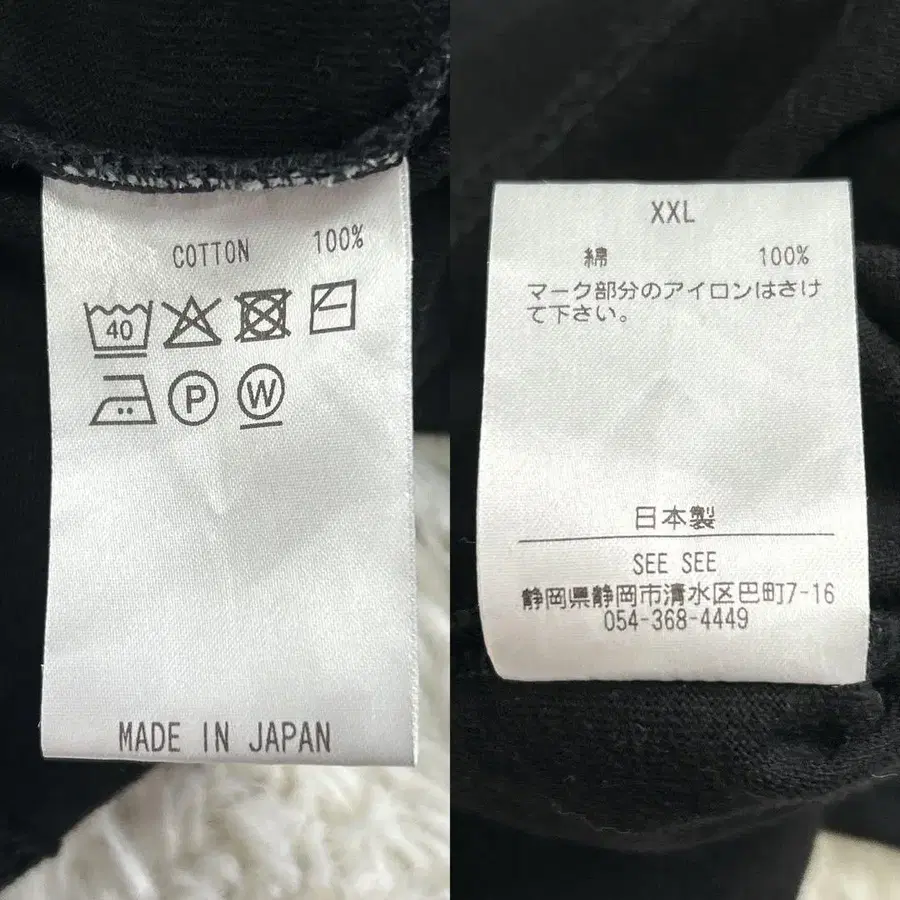 COTTON 100%
40
P W
MADE IN JAPAN
XXL
綿 100%
マーク部分のアイロンはさけ
て下さい。
日本製
SEE SEE
静岡県静岡市清水区巴町7-16
054-368-4449